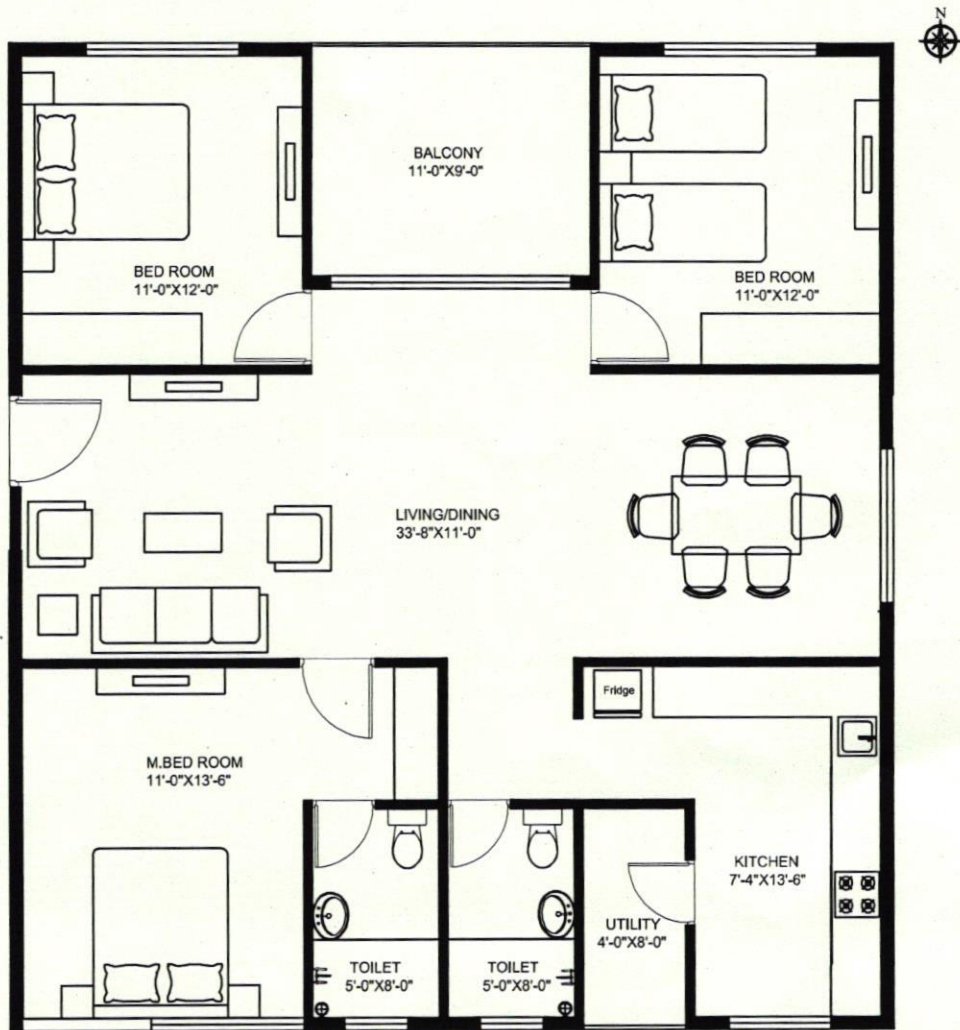 N
BALCONY
11'-0"X9'-0"
BED ROOM
11'-0"X12'-0"
BED ROOM
11'-0"X12'-0"
LIVING/DINING
33'-8"X11'-0"
Fridge
M.BED ROOM
11'-0"X13'-6"
KITCHEN
7'-4"X13'-6"
UTILITY
4'-0"X8'-0"
TOILET
5'-0"X8'-0"
TOILET
5'-0"X8'-0"